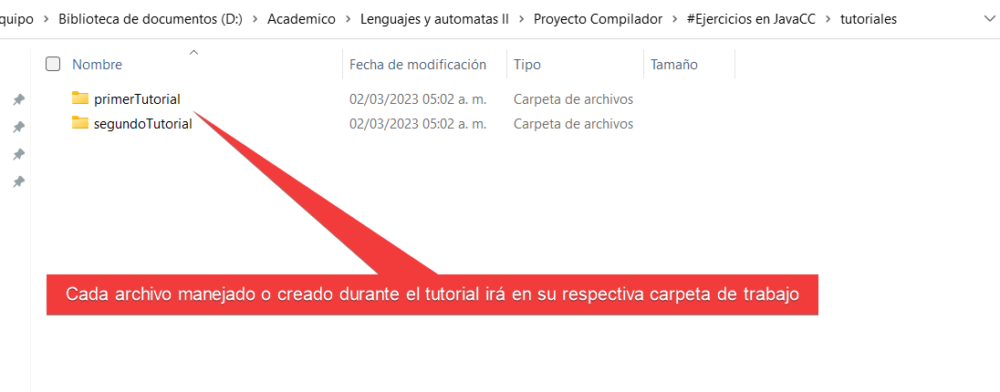 quipo > Biblioteca de documentos (D:) > Academico > Lenguajes y automatas II > Proyecto Compilador > #Ejercicios en JavaCC > tutoriales
Nombre Fecha de modificación Tipo Tamaño
primerTutorial 02/03/2023 05:02 a. m. Carpeta de archivos
segundoTutorial 02/03/2023 05:02 a. m. Carpeta de archivos
Cada archivo manejado o creado durante el tutorial irá en su respectiva carpeta de trabajo